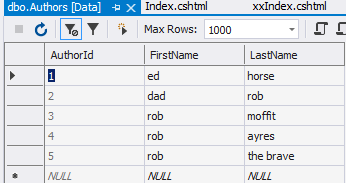 dbo.Authors [Data] Index.cshtml xxIndex.cshtml
Max Rows: 1000
AuthorId FirstName LastName
1 ed horse
2 dad rob
3 rob moffit
4 rob ayres
5 rob the brave
NULL NULL NULL